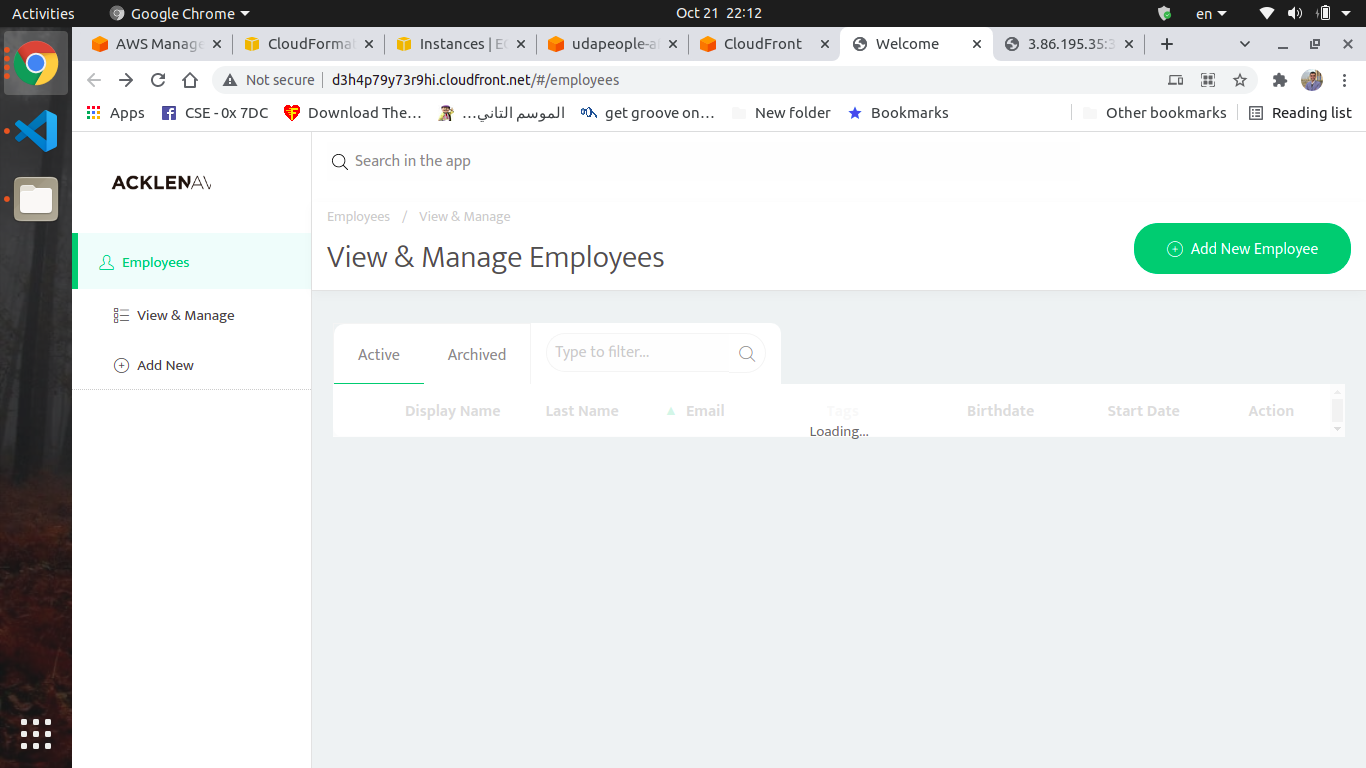 Activities
Google Chrome
Oct 21 22:12
en
AWS Manage
CloudFormat
Instances | EC
udapeople-a
CloudFront
Welcome
3.86.195.35:3
Not secure
d3h4p79y73r9hi.cloudfront.net/#/employees
Apps
CSE - 0x 7DC
Download The…
الموسم التاني…
get groove on…
New folder
Bookmarks
Other bookmarks
Reading list
ACKLENAV
Search in the app
Employees / View & Manage
View & Manage Employees
Add New Employee
Employees
View & Manage
Add New
Active
Archived
Type to filter...
Display Name
Last Name
Email
Tags
Birthdate
Start Date
Action
Loading...